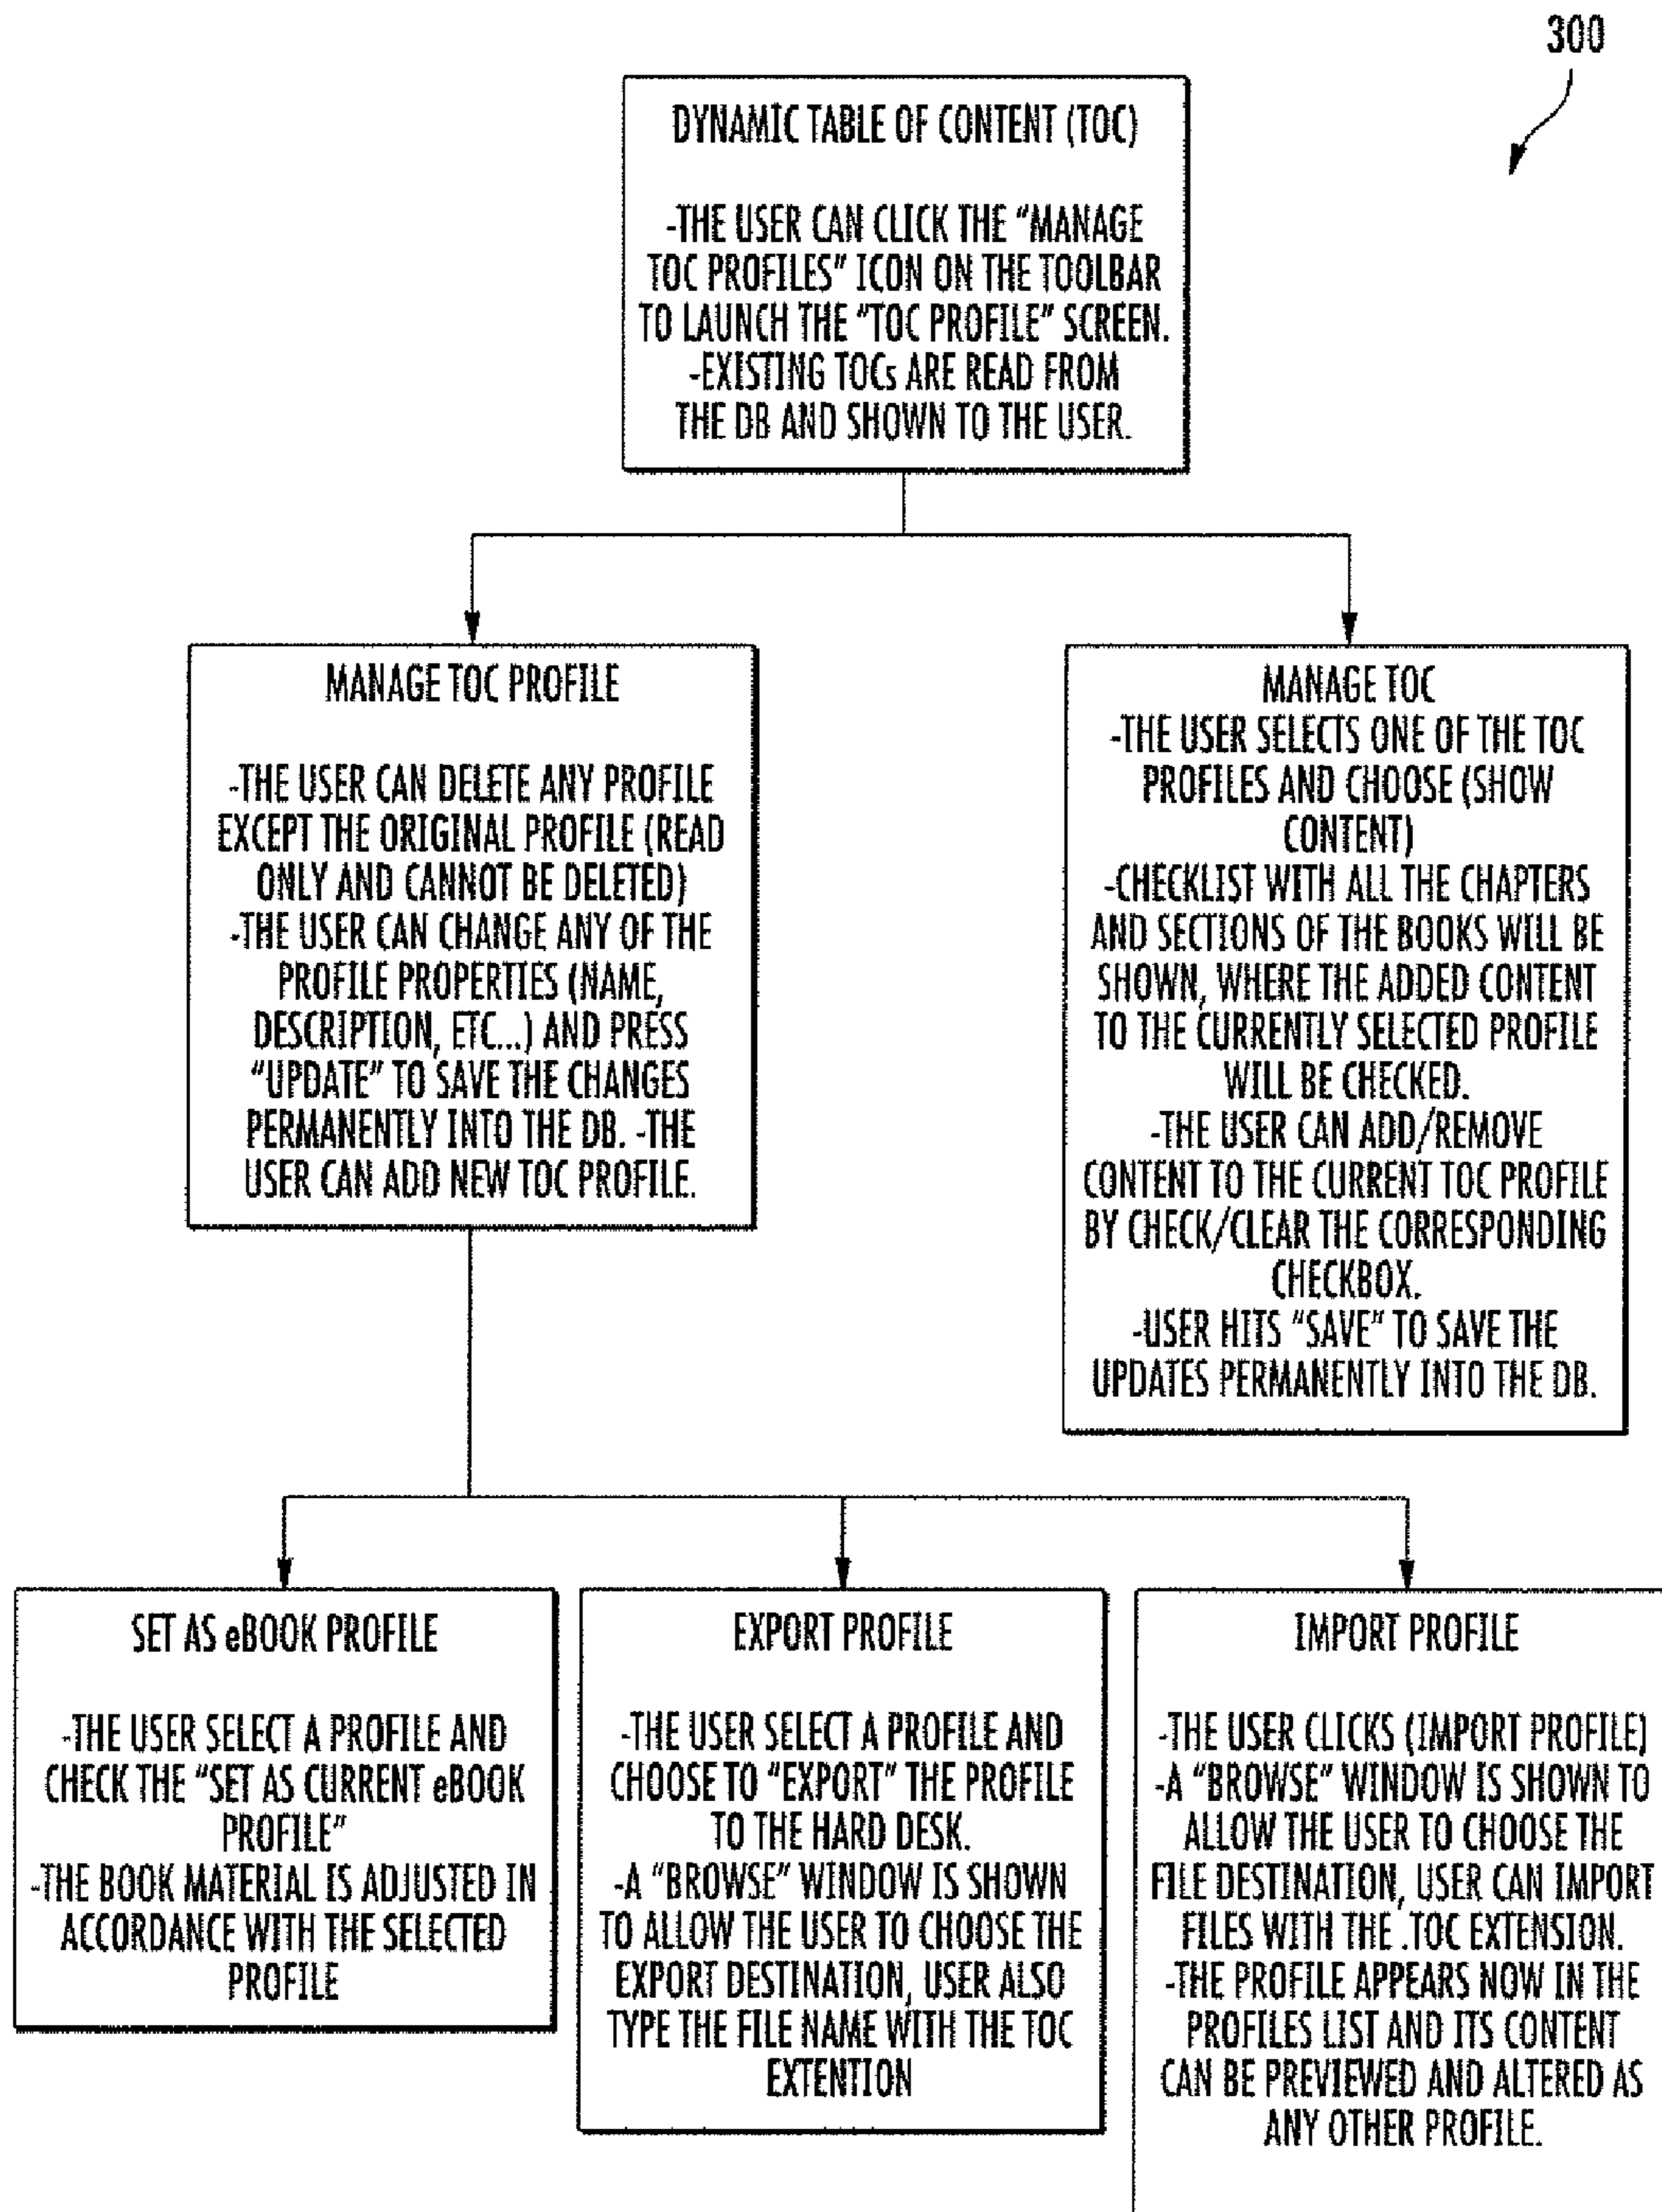 300
DYNAMIC TABLE OF CONTENT (TOC)
-THE USER CAN CLICK THE "MANAGE
TOC PROFILES" ICON ON THE TOOLBAR
TO LAUNCH THE "TOC PROFILE" SCREEN.
-EXISTING TOCs ARE READ FROM
THE DB AND SHOWN TO THE USER.
MANAGE TOC PROFILE
-THE USER CAN DELETE ANY PROFILE
EXCEPT THE ORIGINAL PROFILE (READ
ONLY AND CANNOT BE DELETED)
-THE USER CAN CHANGE ANY OF THE
PROFILE PROPERTIES (NAME,
DESCRIPTION, ETC...) AND PRESS
"UPDATE" TO SAVE THE CHANGES
PERMANENTLY INTO THE DB. -THE
USER CAN ADD NEW TOC PROFILE.
MANAGE TOC
-THE USER SELECTS ONE OF THE TOC
PROFILES AND CHOOSE (SHOW
CONTENT)
-CHECKLIST WITH ALL THE CHAPTERS
AND SECTIONS OF THE BOOKS WILL BE
SHOWN, WHERE THE ADDED CONTENT
TO THE CURRENTLY SELECTED PROFILE
WILL BE CHECKED.
-THE USER CAN ADD/REMOVE
CONTENT TO THE CURRENT TOC PROFILE
BY CHECK/CLEAR THE CORRESPONDING
CHECKBOX.
-USER HITS "SAVE" TO SAVE THE
UPDATES PERMANENTLY INTO THE DB.
SET AS eBOOK PROFILE
-THE USER SELECT A PROFILE AND
CHECK THE "SET AS CURRENT eBOOK
PROFILE"
-THE BOOK MATERIAL IS ADJUSTED IN
ACCORDANCE WITH THE SELECTED
PROFILE
EXPORT PROFILE
-THE USER SELECT A PROFILE AND
CHOOSE TO "EXPORT" THE PROFILE
TO THE HARD DESK.
-A "BROWSE" WINDOW IS SHOWN
TO ALLOW THE USER TO CHOOSE THE
EXPORT DESTINATION, USER ALSO
TYPE THE FILE NAME WITH THE TOC
EXTENTION
IMPORT PROFILE
-THE USER CLICKS (IMPORT PROFILE)
-A "BROWSE" WINDOW IS SHOWN TO
ALLOW THE USER TO CHOOSE THE
FILE DESTINATION, USER CAN IMPORT
FILES WITH THE .TOC EXTENSION.
-THE PROFILE APPEARS NOW IN THE
PROFILES LIST AND ITS CONTENT
CAN BE PREVIEWED AND ALTERED AS
ANY OTHER PROFILE.